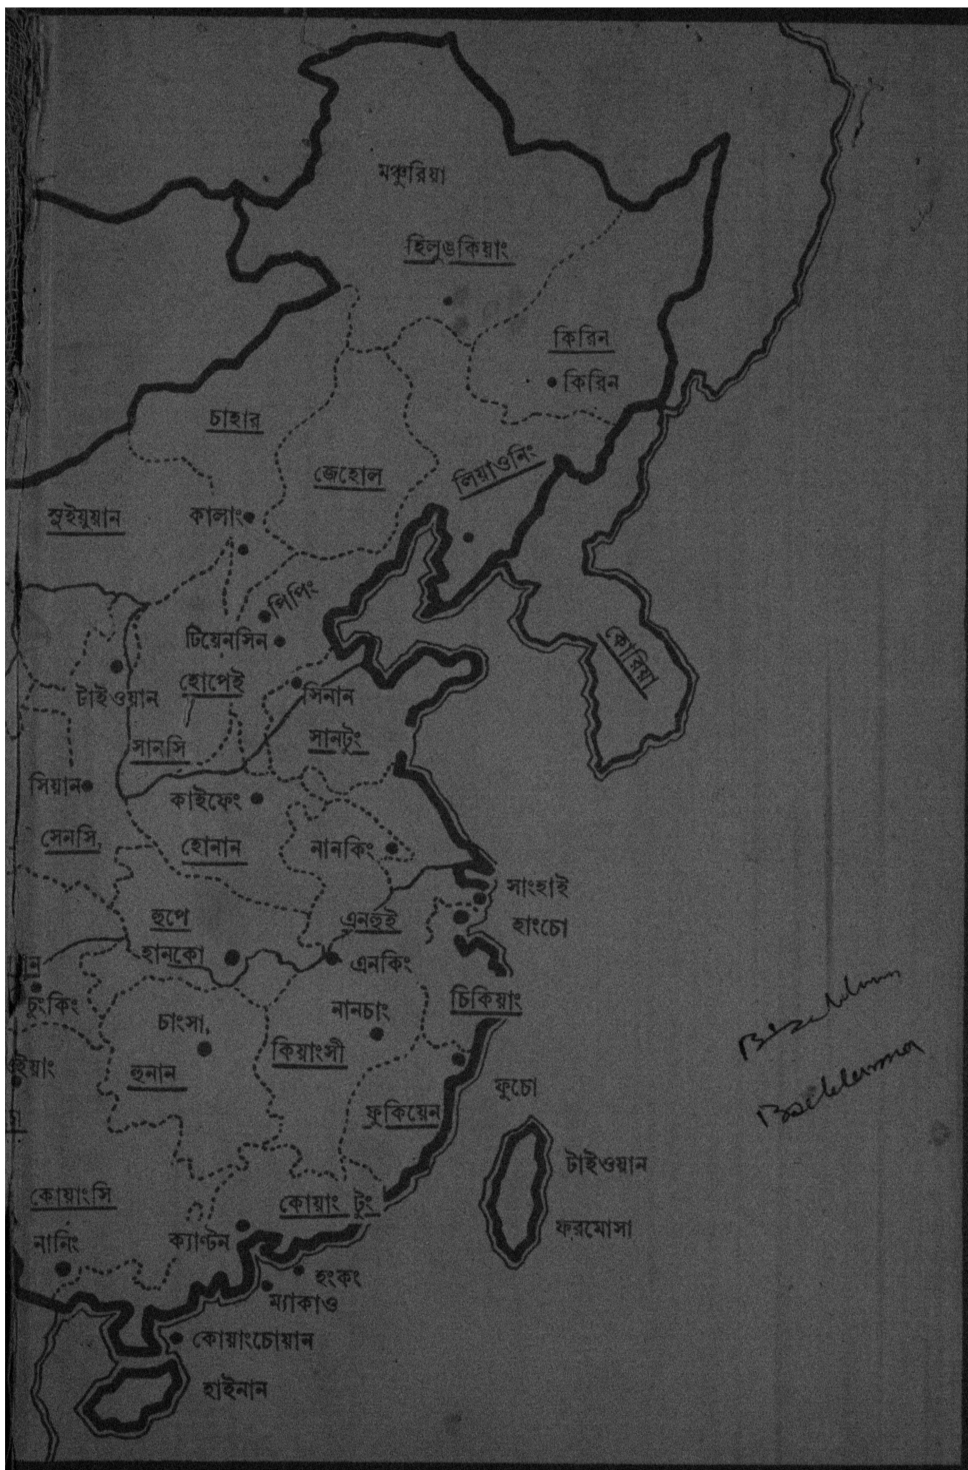 মঞ্চুরিয়া
হিলুঙকিয়াং
কিরিন
কিরিন
চাহার
লিয়াওনিং
জেহোল
সুইয়ুয়ান
কালাং
পিপিং
টিয়েনসিন
কোরিয়া
টাইওয়ান
হোপেই
সিনান
সানসি
সানটুং
সিয়ান
কাইফেং
সেনসি
হোনান
নানকিং
সাংহাই
হুপে
এনহুই
হাংচো
হানকো
এনকিং
চুংকিং
চিকিয়াং
চাংসা
নানচাং
কিয়াংসী
হুনান
ফুচো
ফুকিয়েন
টাইওয়ান
কোয়াংসি
কোয়াং টুং
ফরমোসা
নানিং
ক্যাণ্টন
হংকং
ম্যাকাও
কোয়াংচোয়ান
হাইনান